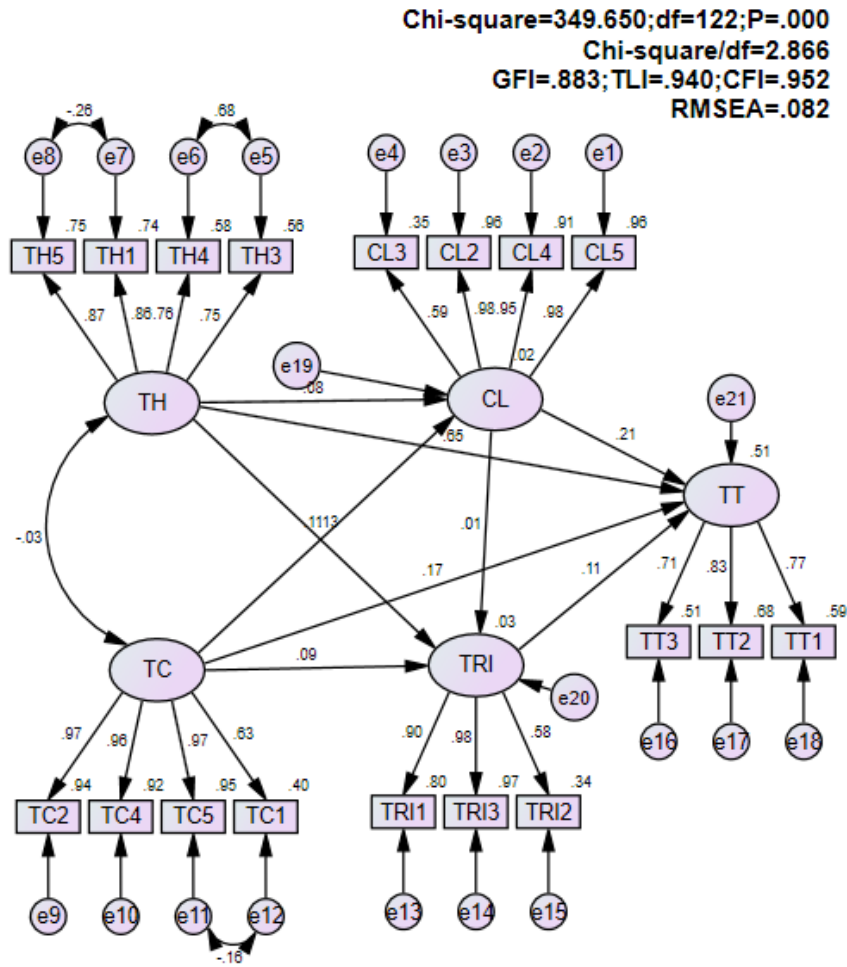 Chi-square=349.650;df=122;P=.000
Chi-square/df=2.866
GFI=.883;TLI=.940;CFI=.952
RMSEA=.082
-.26 .68
e8 e7 e6 e5 e4 e3 e2 e1
.75 .74 .58 .56 .35 .96 .91 .96
TH5 TH1 TH4 TH3 CL3 CL2 CL4 CL5
.87 .86 .76 .75 .59 .98 .95 .98
.02
e19
.08
TH CL e21
.65 .21 .51
TT
-.03 .1113 .01
.17 .11 .71 .83 .77
.51 .68 .59
.09 .03 TT3 TT2 TT1
TC TRI
e20
e16 e17 e18
.97 .96 .97 .63 .90 .98 .58
.94 .92 .95 .40 .80 .97 .34
TC2 TC4 TC5 TC1 TRI1 TRI3 TRI2
e9 e10 e11 e12 e13 e14 e15
-.16